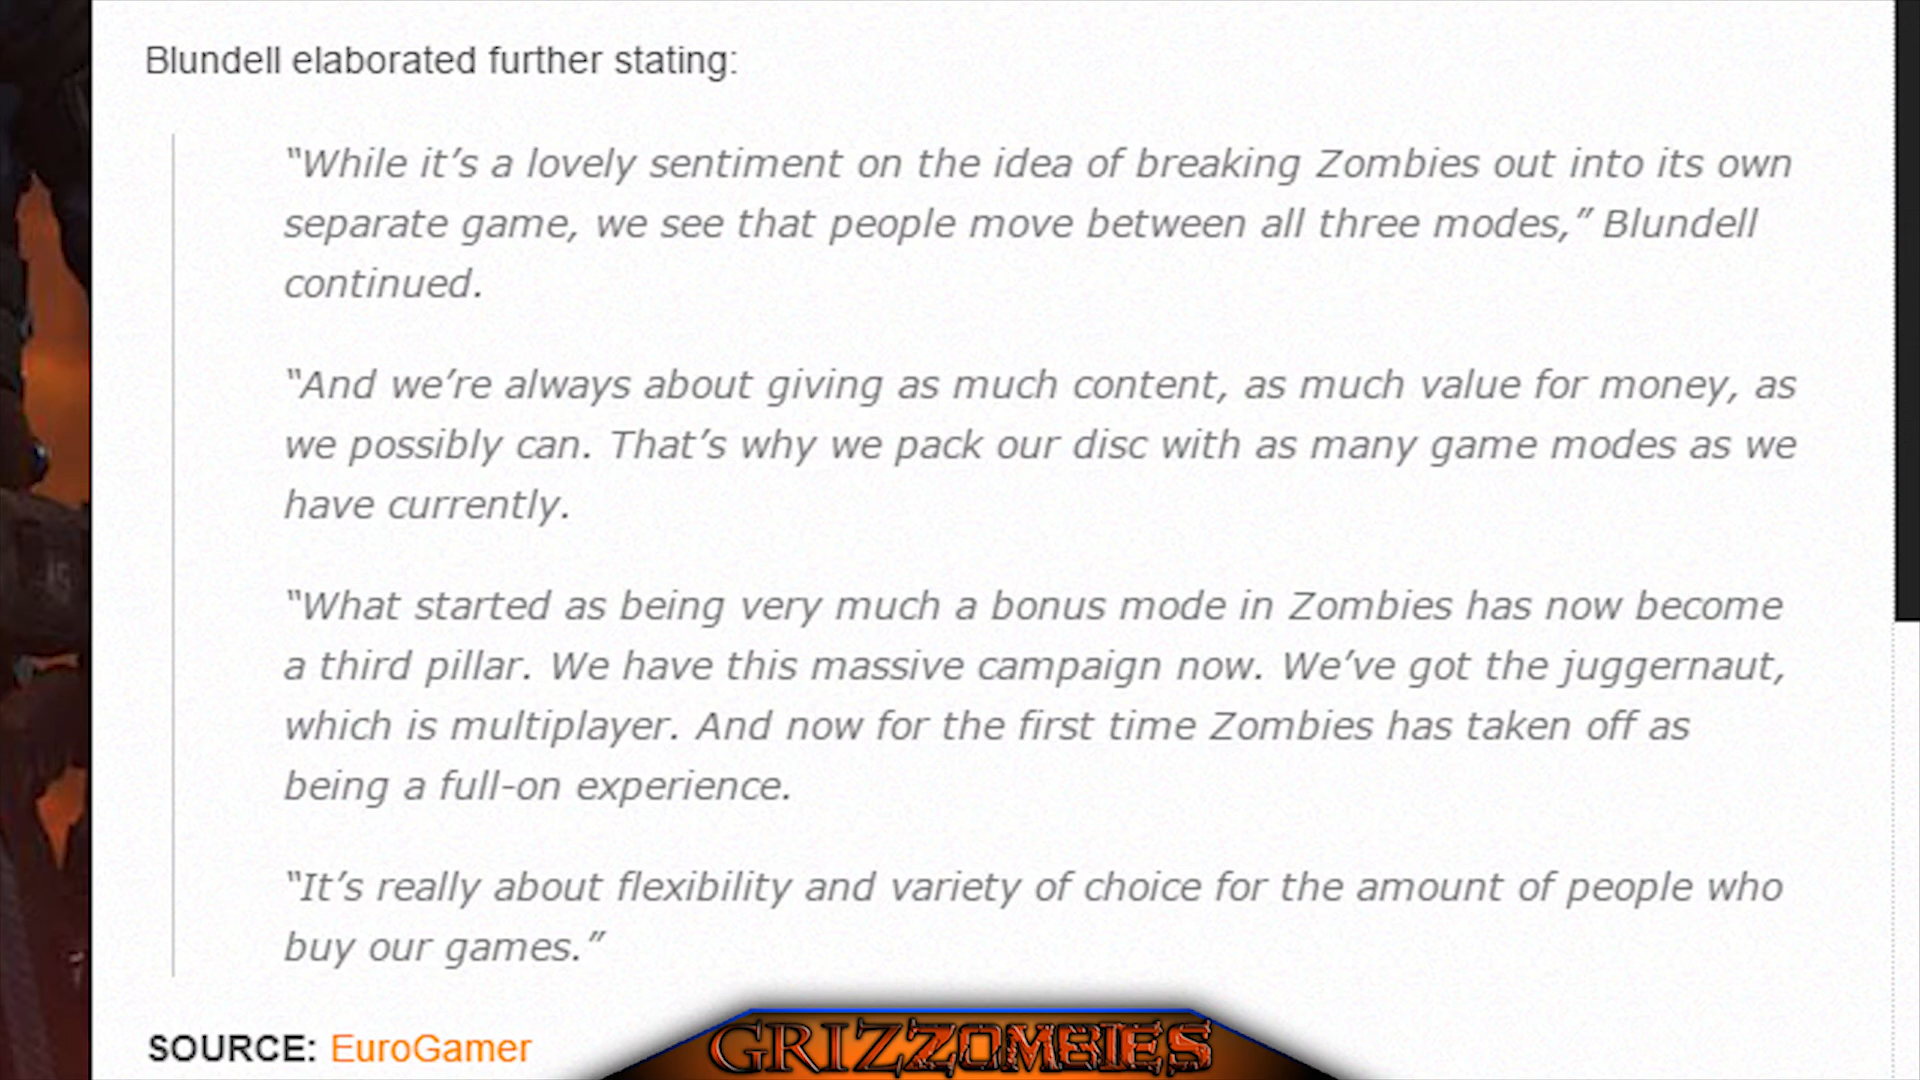 Blundell elaborated further stating:
“While it’s a lovely sentiment on the idea of breaking Zombies out into its own
separate game, we see that people move between all three modes,” Blundell
continued.
“And we’re always about giving as much content, as much value for money, as
we possibly can. That’s why we pack our disc with as many game modes as we
have currently.
“What started as being very much a bonus mode in Zombies has now become
a third pillar. We have this massive campaign now. We’ve got the juggernaut,
which is multiplayer. And now for the first time Zombies has taken off as
being a full-on experience.
“It’s really about flexibility and variety of choice for the amount of people who
buy our games.”
SOURCE: EuroGamer
GRIZZOMBIES